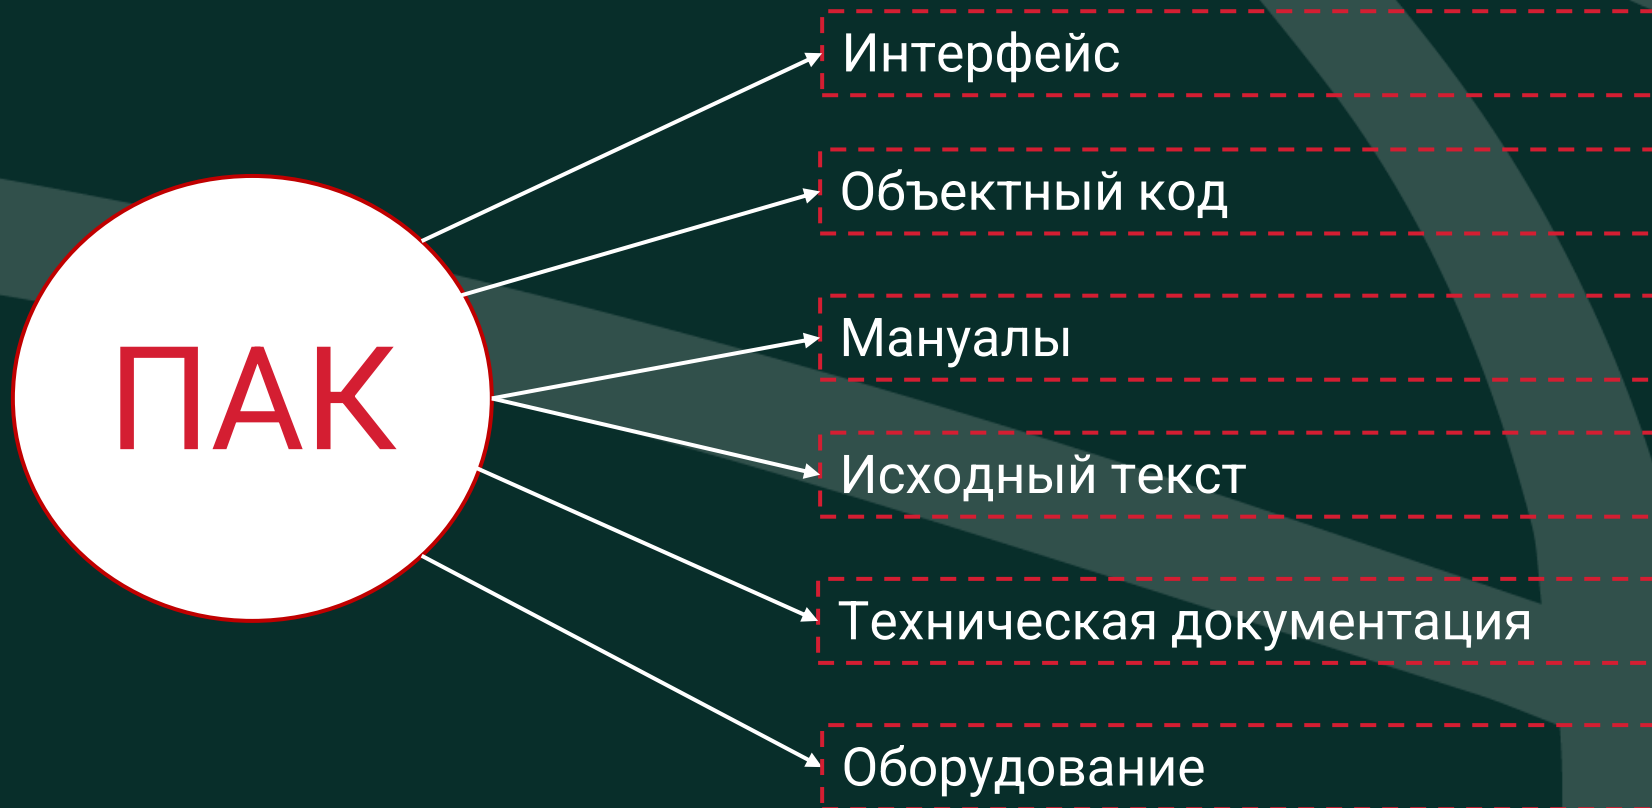 ПАК
Интерфейс
Объектный код
Мануалы
Исходный текст
Техническая документация
Оборудование